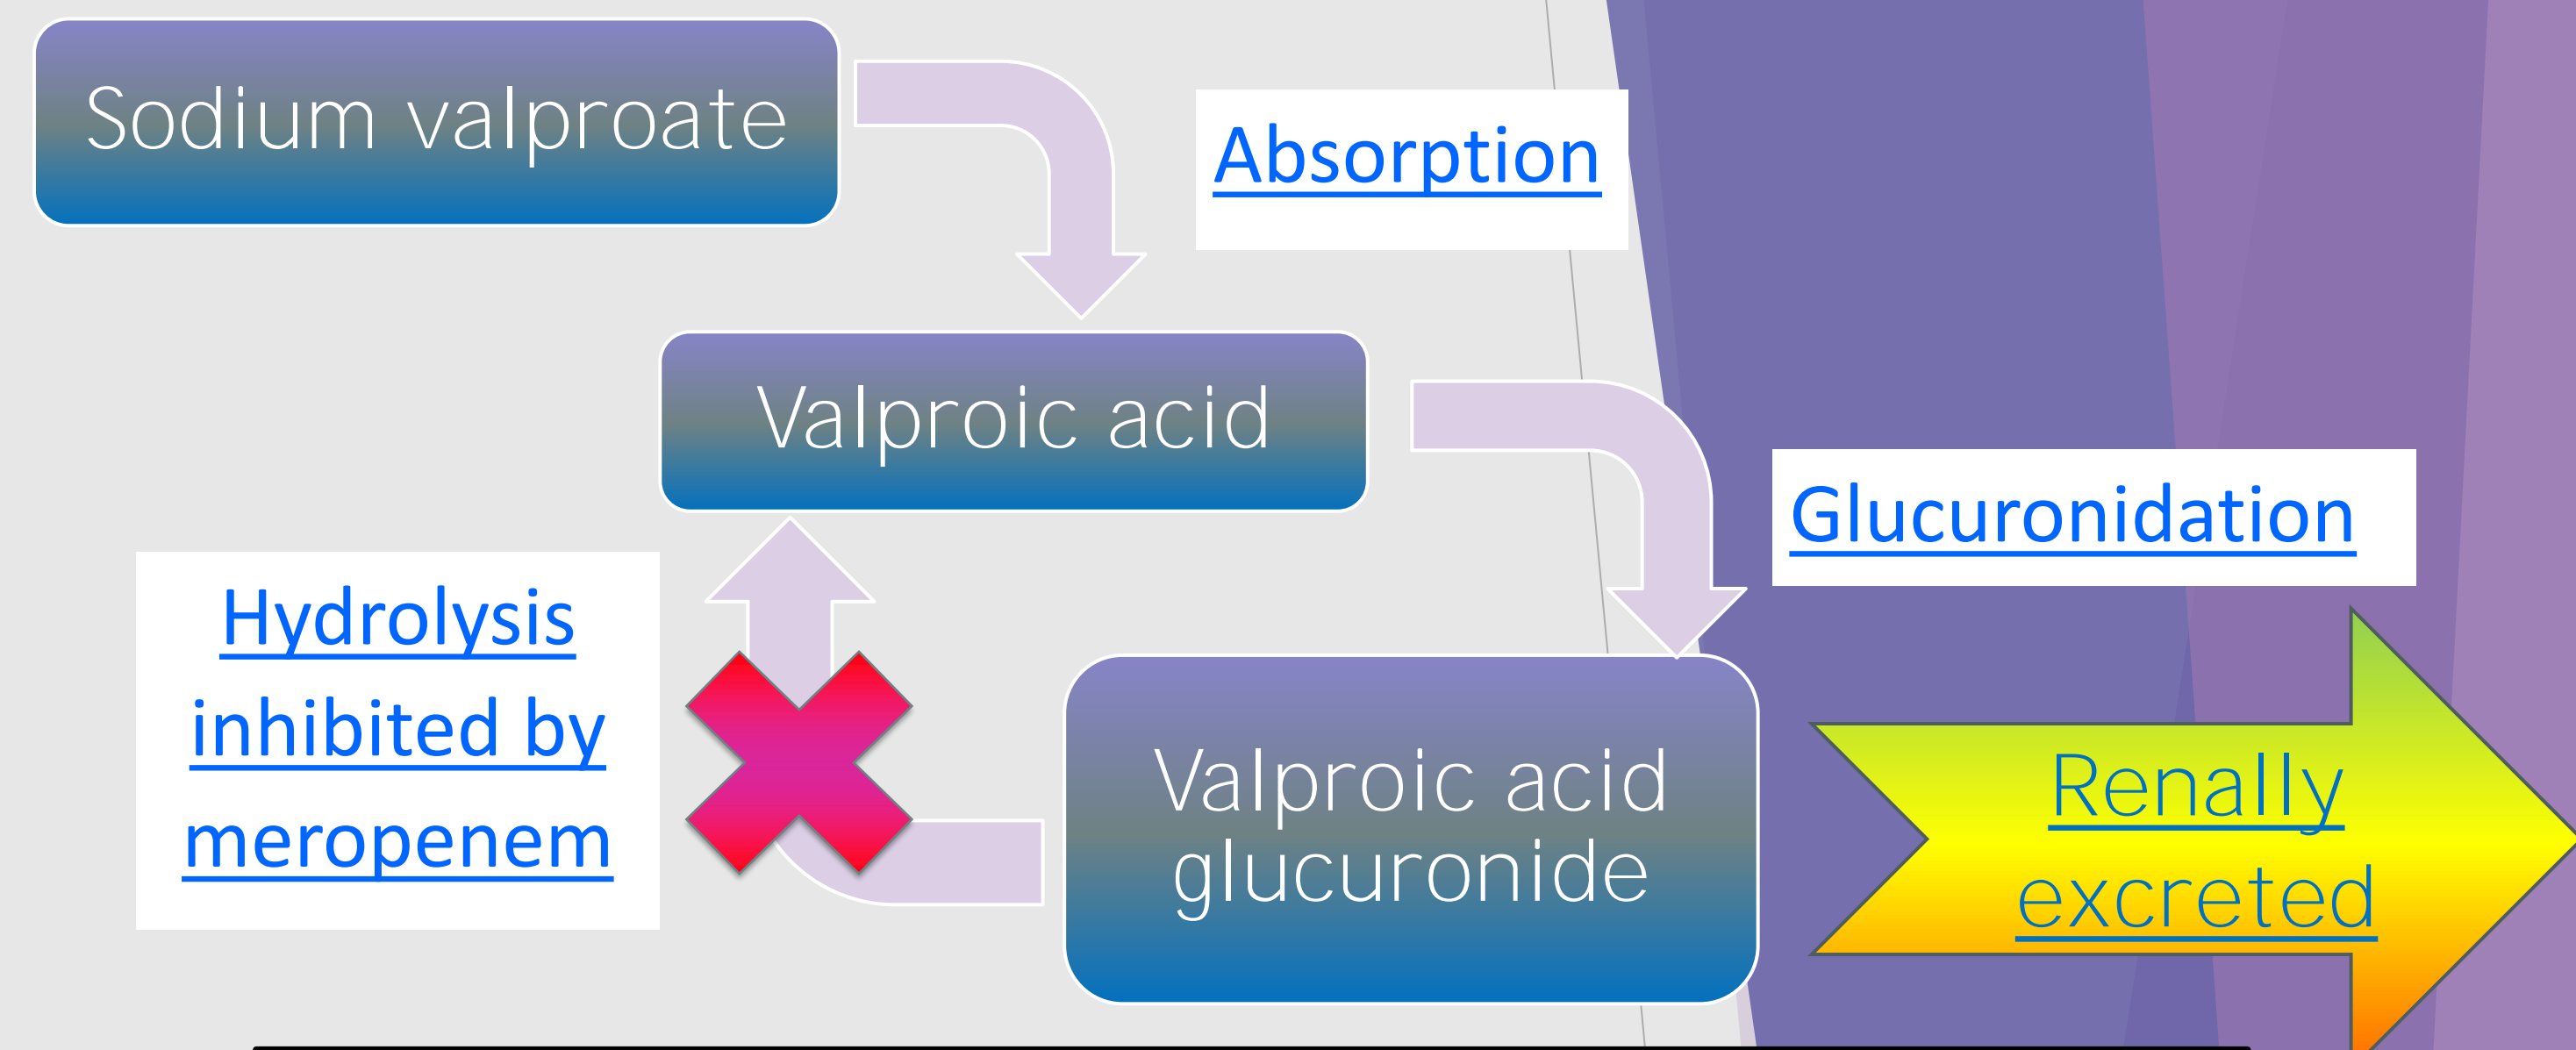 Sodium valproate
Absorption
Valproic acid
Glucuronidation
Hydrolysis
inhibited by
meropenem
Valproic acid
glucuronide
Renally
excreted